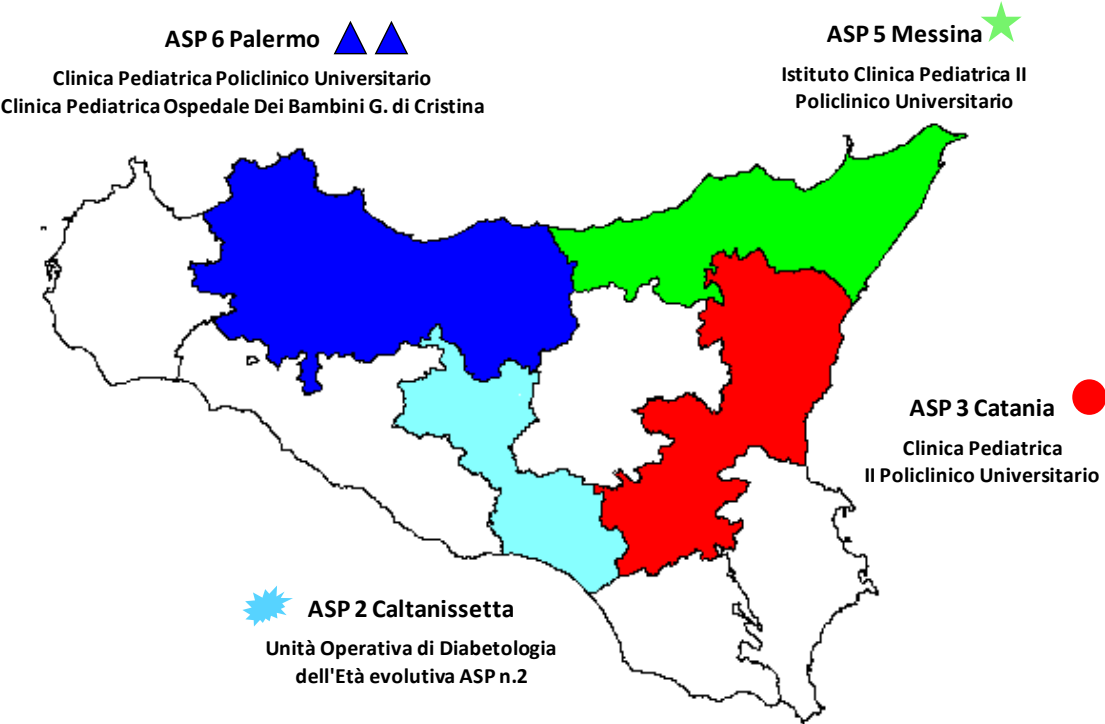 ASP 6 Palermo
Clinica Pediatrica Policlinico Universitario
Clinica Pediatrica Ospedale Dei Bambini G. di Cristina
ASP 5 Messina
Istituto Clinica Pediatrica II
Policlinico Universitario
ASP 3 Catania
Clinica Pediatrica
II Policlinico Universitario
ASP 2 Caltanissetta
Unità Operativa di Diabetologia
dell'Età evolutiva ASP n.2